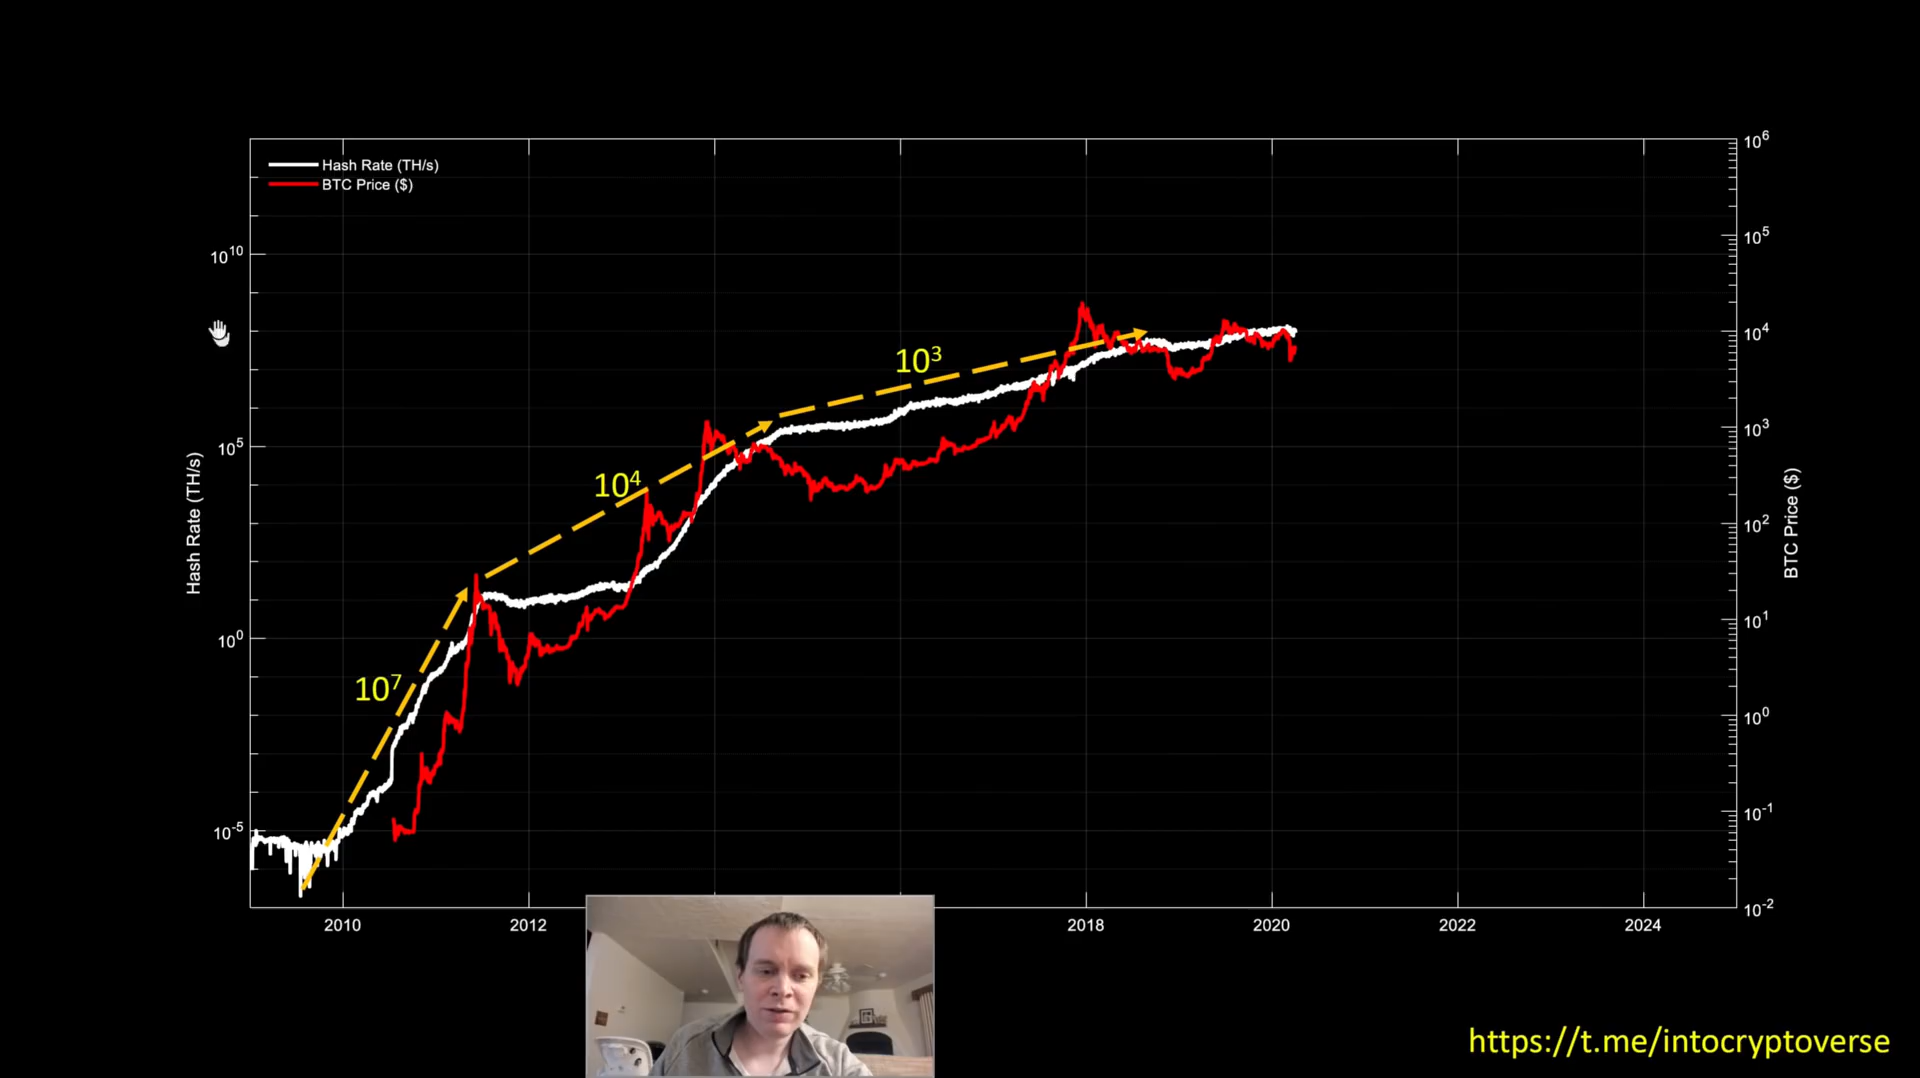 Hash Rate (TH/s)
BTC Price ($)
10^10
10^5
10^0
10^-5
Hash Rate (TH/s)
10^7
10^4
10^3
10^6
10^5
10^4
10^3
10^2
10^1
10^0
10^-1
10^-2
BTC Price ($)
2010 2012 2018 2020 2022 2024
https://t.me/intocryptoverse